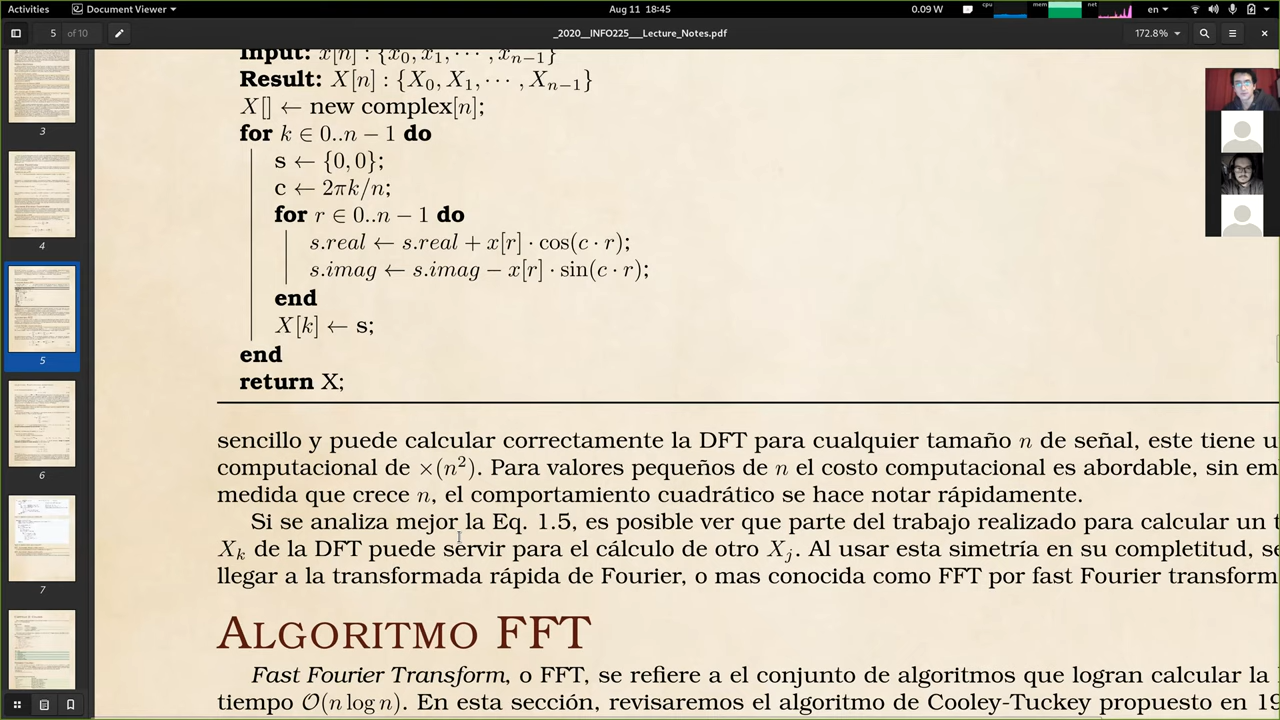 Activities
Document Viewer
Aug 11 18:45
0.09 W
cpu
mem
net
en
5 of 10
_2020__INFO225___Lecture_Notes.pdf
172.8%
3
4
5
6
7
Input: x[n] : {x₀, x₁, ⋯ , xₙ₋₁}
Result: X[n] : {X₀, X₁, ⋯ , Xₙ₋₁}
X[] ← new complex[n];
for k ∈ 0..n − 1 do
s ← {0, 0};
c ← 2πk/n;
for r ∈ 0..n − 1 do
s.real ← s.real + x[r] · cos(c · r);
s.imag ← s.imag − x[r] · sin(c · r);
end
X[k] ← s;
end
return X;
sencillo y puede calcular correctamente la DFT para cualquier tamaño n de señal, este tiene u
computacional de ×(n²). Para valores pequeños de n el costo computacional es abordable, sin em
medida que crece n, el comportamiento cuadrático se hace notar rápidamente.
Si se analiza mejor a Eq. 1.5, es posible ver que parte del trabajo realizado para calcular un
Xₖ de la DFT puede servir para el cálculo de otro Xⱼ. Al usar esta simetría en su completitud, se
llegar a la transformada rápida de Fourier, o mas conocida como FFT por fast Fourier transform
ALGORITMO FFT
Fast Fourier Transform, o FFT, se refiere a el conjunto de algoritmos que logran calcular la
tiempo O(n log n). En esta sección, revisaremos el algoritmo de Cooley-Tuckey propuesto en 19